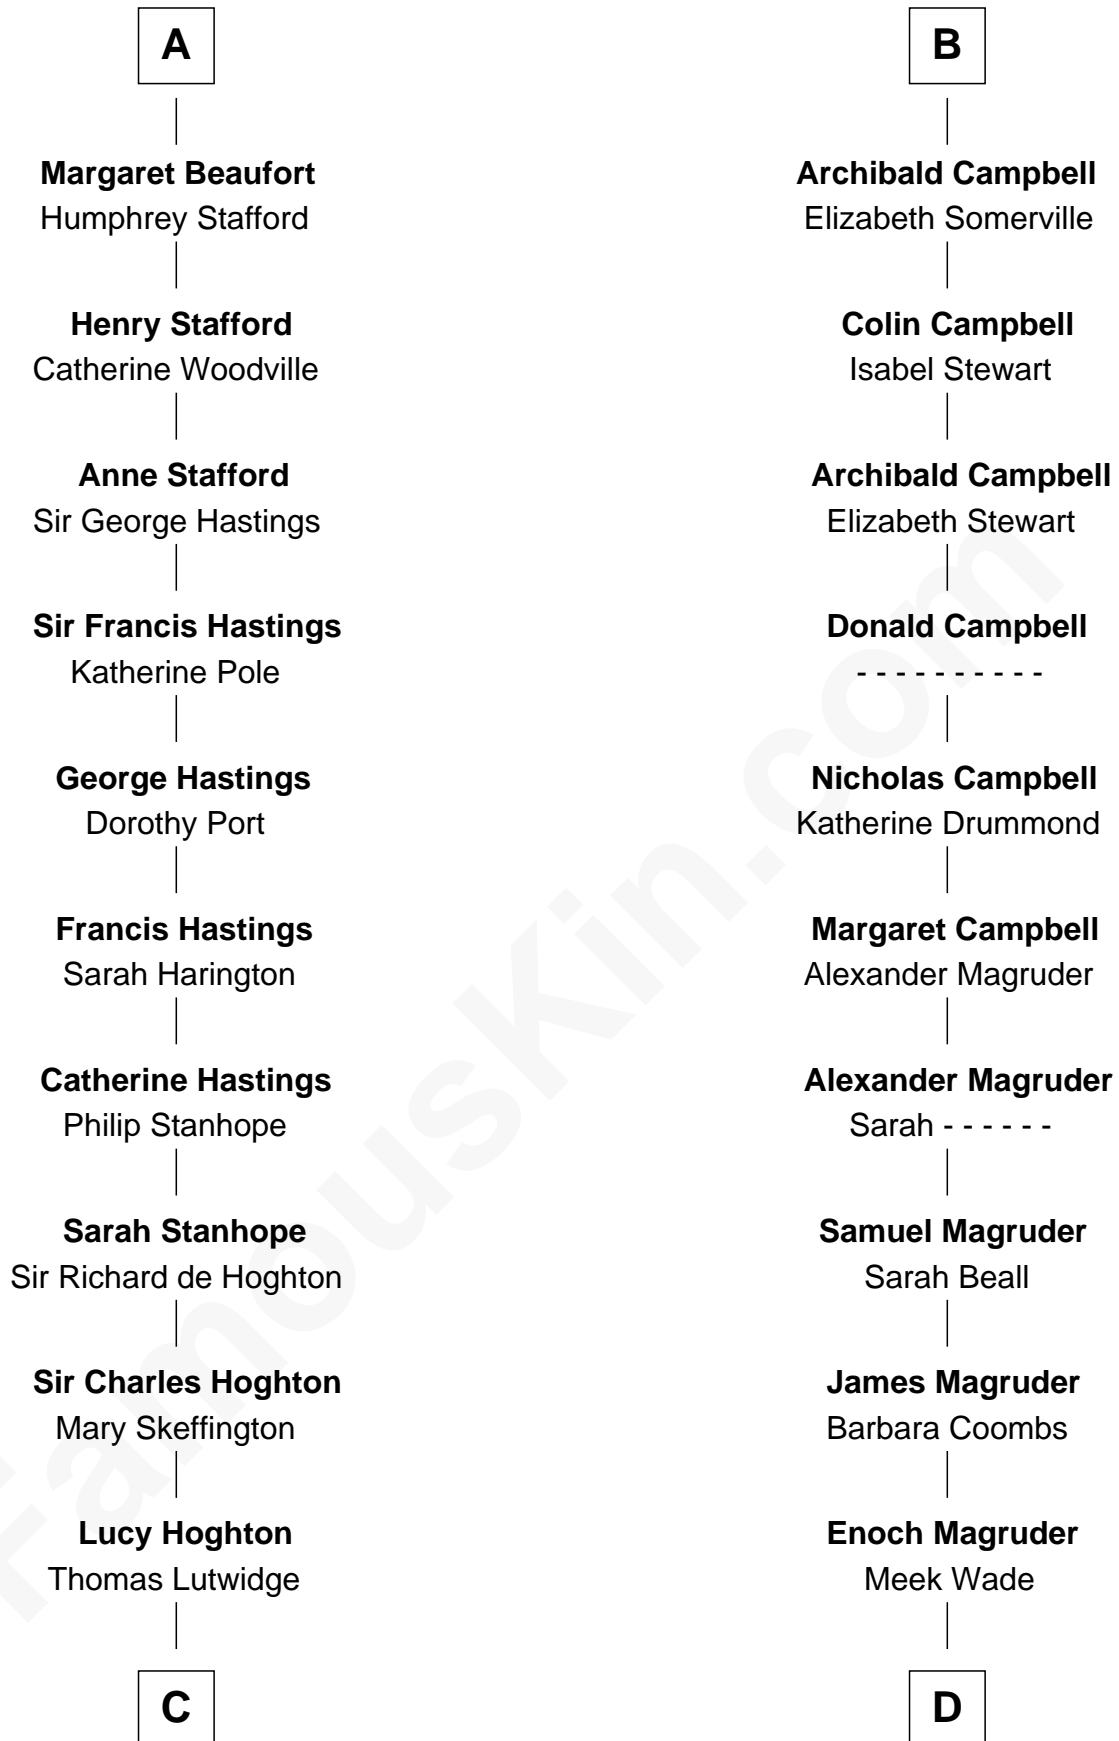 A
Margaret Beaufort
Humphrey Stafford
Henry Stafford
Catherine Woodville
Anne Stafford
Sir George Hastings
Sir Francis Hastings
Katherine Pole
George Hastings
Dorothy Port
Francis Hastings
Sarah Harington
Catherine Hastings
Philip Stanhope
Sarah Stanhope
Sir Richard de Hoghton
Sir Charles Hoghton
Mary Skeffington
Lucy Hoghton
Thomas Lutwidge
C
B
Archibald Campbell
Elizabeth Somerville
Colin Campbell
Isabel Stewart
Archibald Campbell
Elizabeth Stewart
Donald Campbell
- - - - - - - - - -
Nicholas Campbell
Katherine Drummond
Margaret Campbell
Alexander Magruder
Alexander Magruder
Sarah - - - - - -
Samuel Magruder
Sarah Beall
James Magruder
Barbara Coombs
Enoch Magruder
Meek Wade
D
FamousKin.com